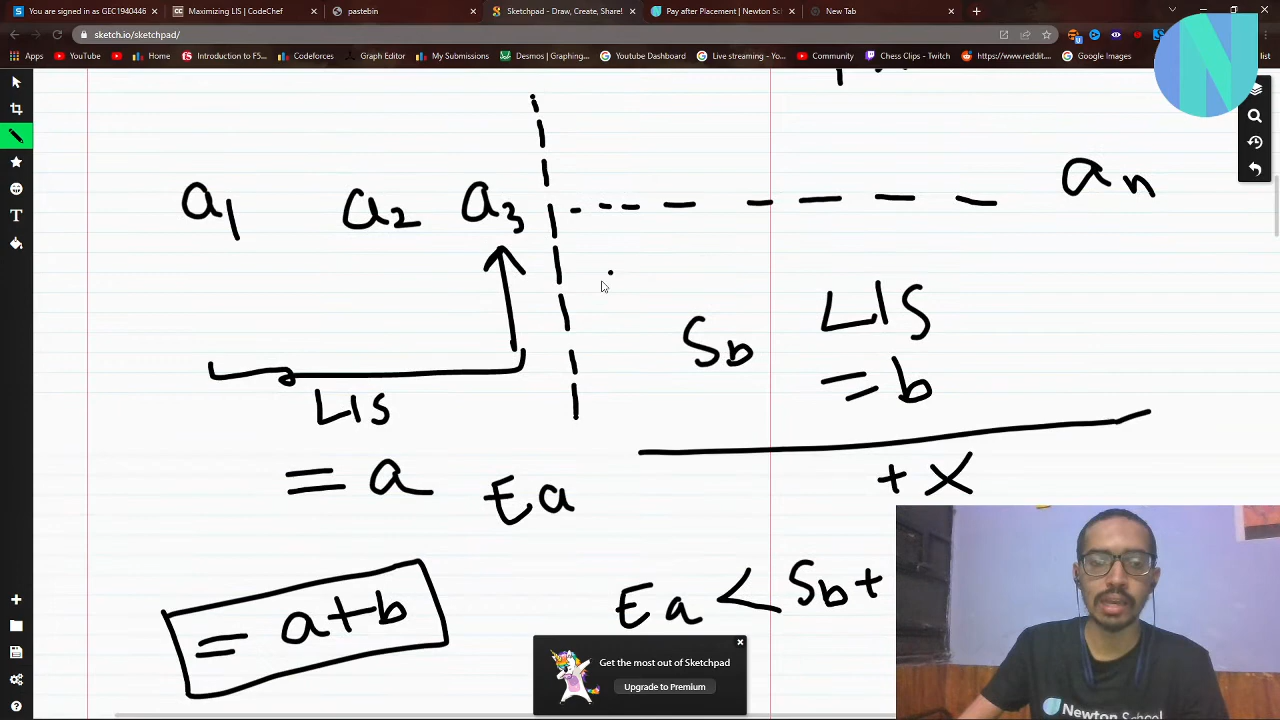 You are signed in as GEC1940446
Maximizing LIS | CodeChef
pastebin
Sketchpad - Draw, Create, Share!
Pay after Placement | Newton Sc
New Tab
sketch.io/sketchpad/
Apps
YouTube
Home
Introduction to F5...
Codeforces
Graph Editor
My Submissions
Desmos | Graphing...
Youtube Dashboard
Live streaming - Yo...
Community
Chess Clips - Twitch
https://www.reddit....
Google Images
a1 a2 a3 an
LIS
Sb
= b
LIS
= a
Ea
+ x
= a+b
Ea < Sb +
Get the most out of Sketchpad
Upgrade to Premium
Newton School